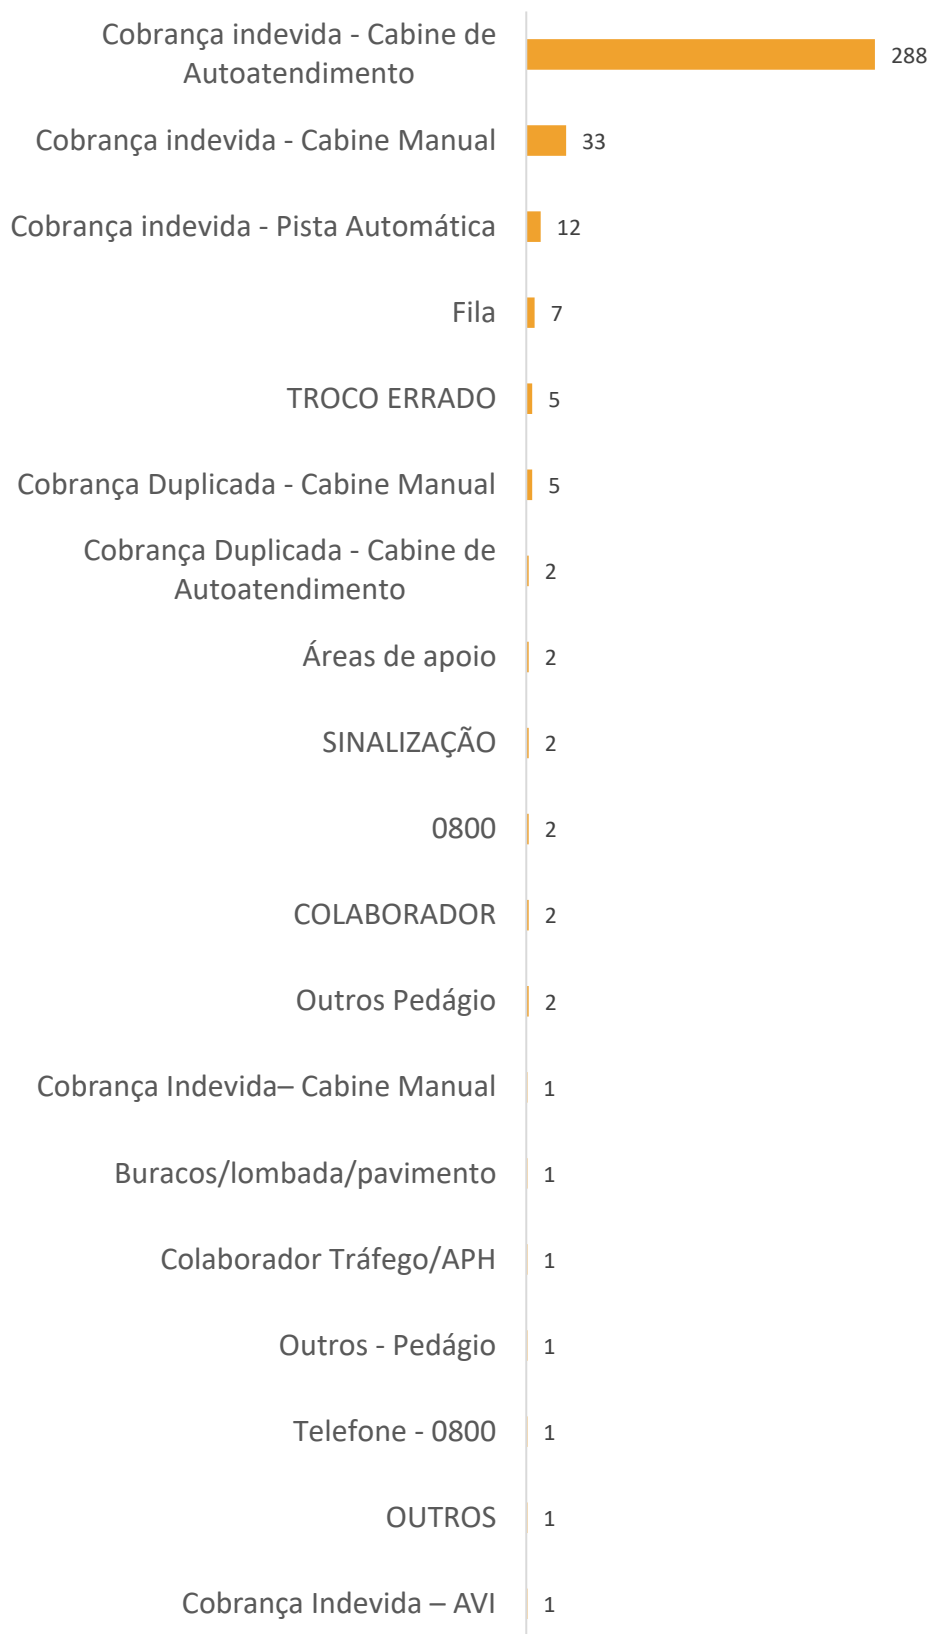 Cobrança indevida - Cabine de
Autoatendimento
288
Cobrança indevida - Cabine Manual
33
Cobrança indevida - Pista Automática
12
Fila
7
TROCO ERRADO
5
Cobrança Duplicada - Cabine Manual
5
Cobrança Duplicada - Cabine de
Autoatendimento
2
Áreas de apoio
2
SINALIZAÇÃO
2
0800
2
COLABORADOR
2
Outros Pedágio
2
Cobrança Indevida– Cabine Manual
1
Buracos/lombada/pavimento
1
Colaborador Tráfego/APH
1
Outros - Pedágio
1
Telefone - 0800
1
OUTROS
1
Cobrança Indevida – AVI
1